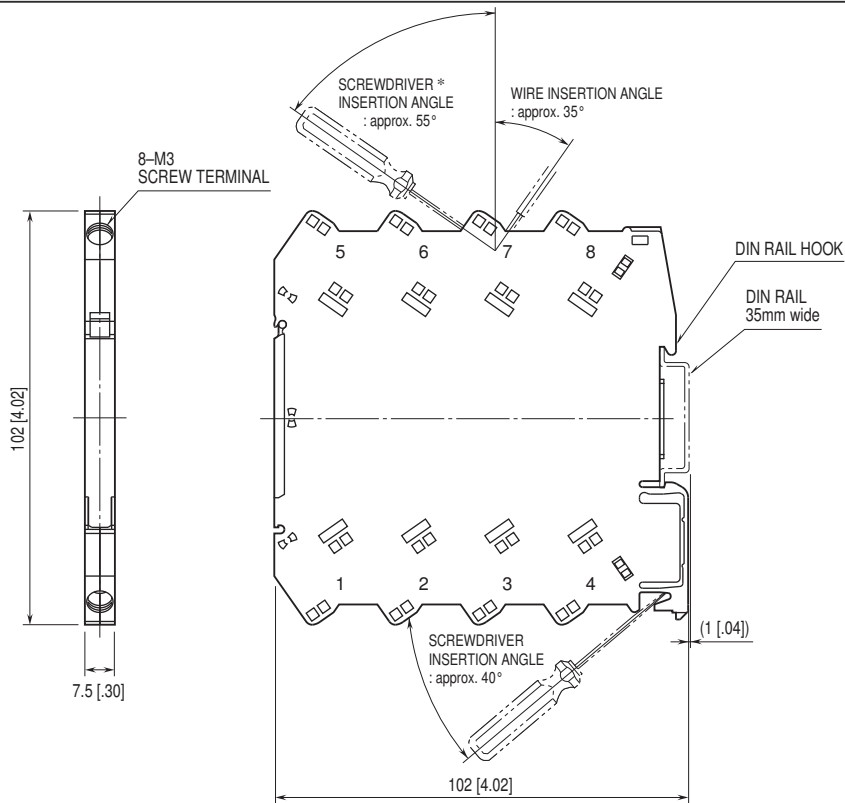 SCREWDRIVER *
INSERTION ANGLE
: approx. 55°
WIRE INSERTION ANGLE
: approx. 35°
8–M3
SCREW TERMINAL
5
6
7
8
DIN RAIL HOOK
DIN RAIL
35mm wide
102 [4.02]
1
2
3
4
SCREWDRIVER
INSERTION ANGLE
: approx. 40°
(1 [.04])
7.5 [.30]
102 [4.02]